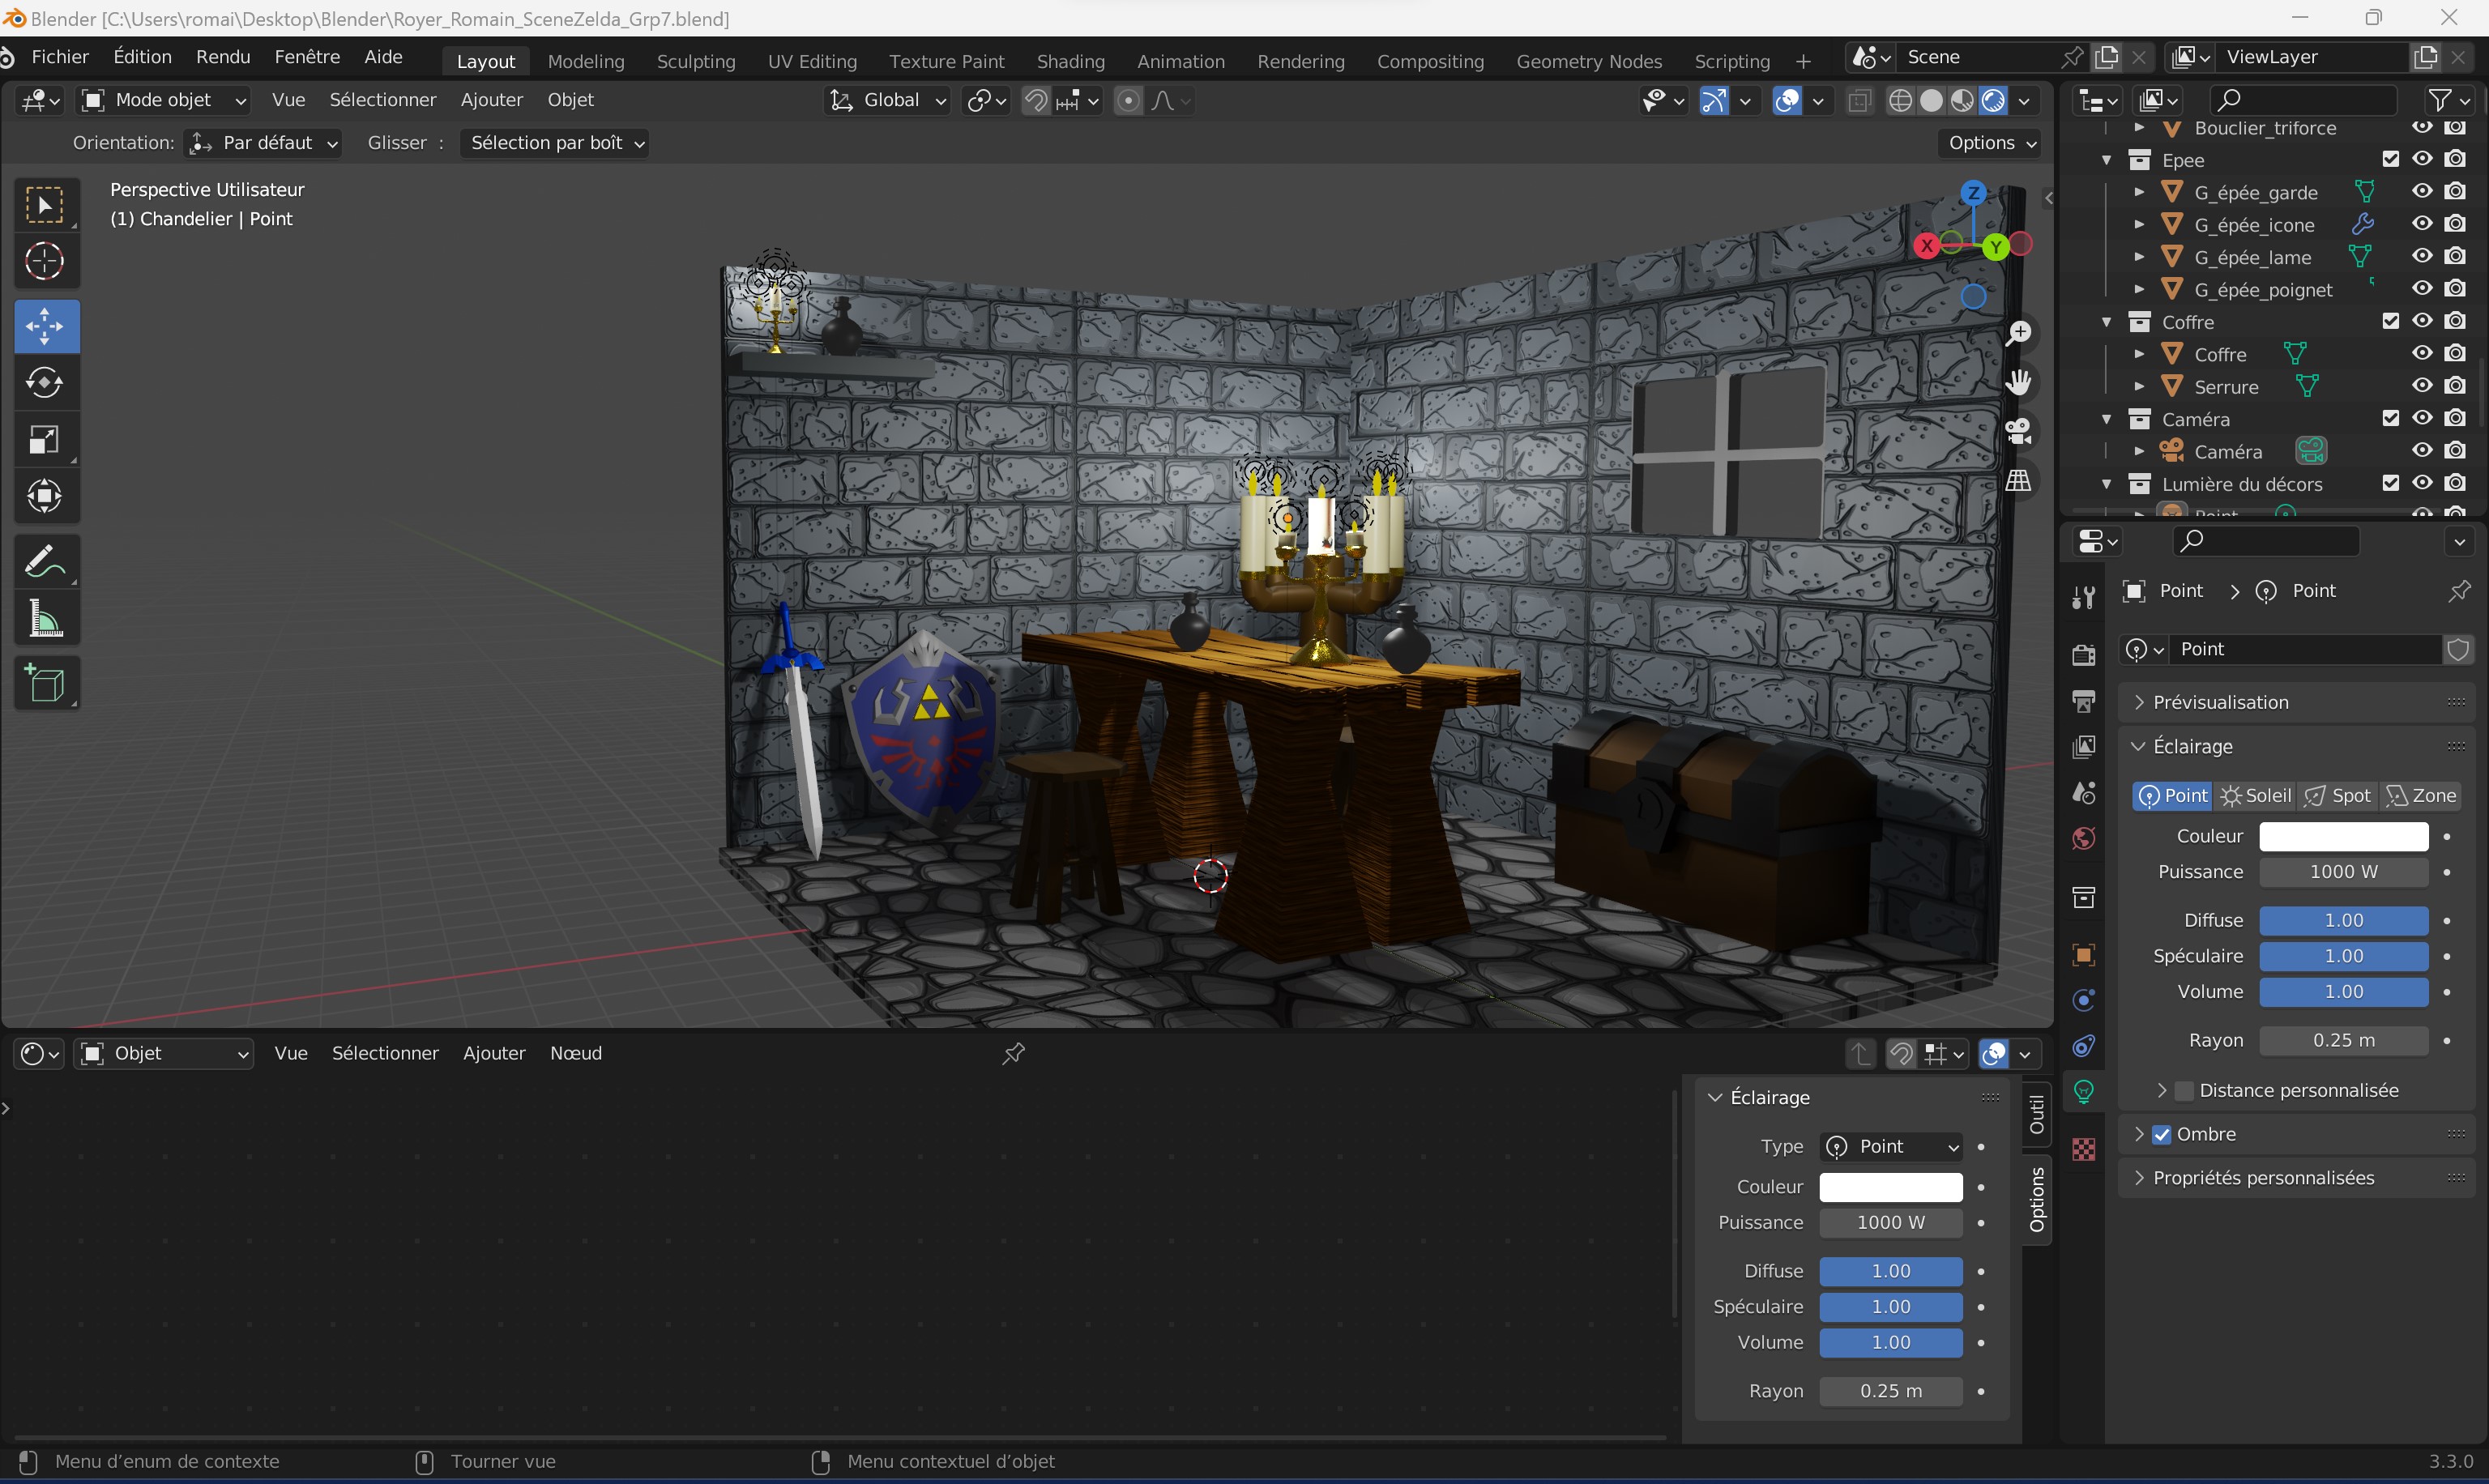 Blender [C:\Users\romai\Desktop\Blender\Royer_Romain_SceneZelda_Grp7.blend]
Fichier Édition Rendu Fenêtre Aide Layout Modeling Sculpting UV Editing Texture Paint Shading Animation Rendering Compositing Geometry Nodes Scripting + Scene ViewLayer
Mode objet Vue Sélectionner Ajouter Objet Global
Orientation: Par défaut Glisser : Sélection par boît Options
Perspective Utilisateur
(1) Chandelier | Point
Z
X
Y
Bouclier_triforce
Epee
G_épée_garde
G_épée_icone
G_épée_lame
G_épée_poignet
Coffre
Coffre
Serrure
Caméra
Caméra
Lumière du décors
Point
Point > Point
Point
Prévisualisation
Éclairage
Point Soleil Spot Zone
Couleur
Puissance 1000 W
Diffuse 1.00
Spéculaire 1.00
Volume 1.00
Rayon 0.25 m
Distance personnalisée
Ombre
Propriétés personnalisées
Objet Vue Sélectionner Ajouter Nœud
Éclairage
Type Point
Couleur
Puissance 1000 W
Diffuse 1.00
Spéculaire 1.00
Volume 1.00
Rayon 0.25 m
Outil
Options
Menu d’enum de contexte Tourner vue Menu contextuel d’objet 3.3.0